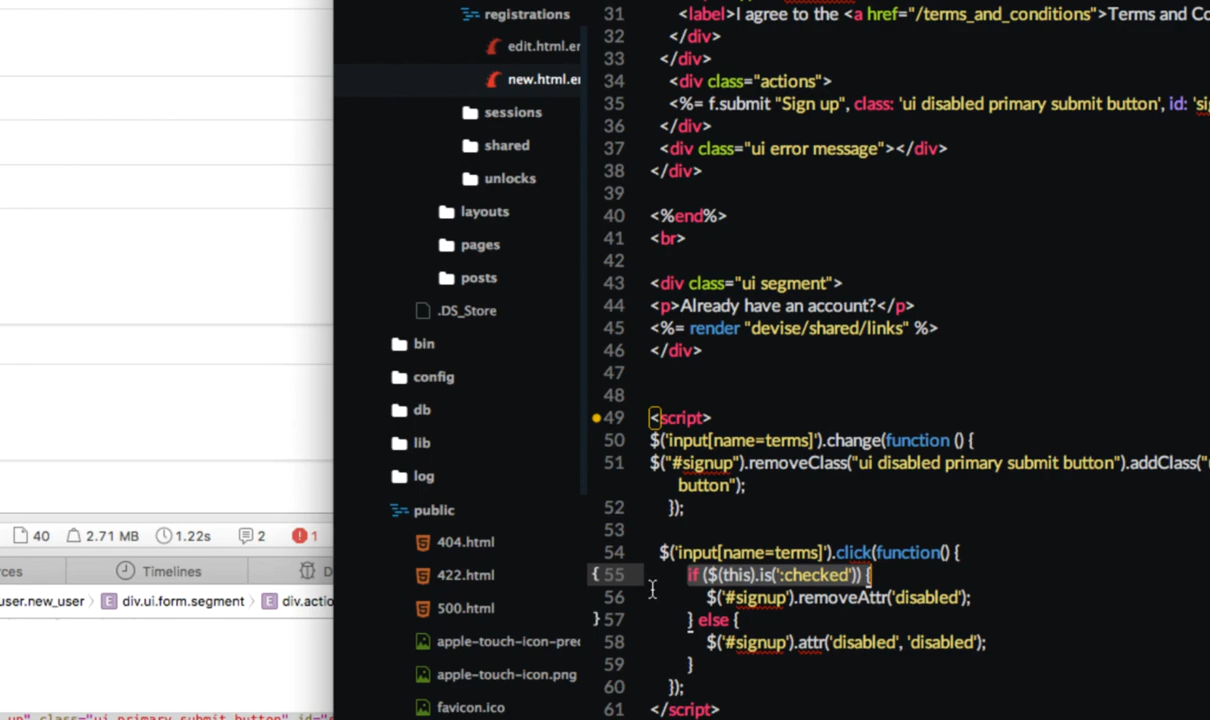 40
2.71 MB
1.22s
2
1
Timelines
user.new_user
E div.ui.form.segment
E
registrations
edit.html.er
new.html.er
sessions
shared
unlocks
layouts
pages
posts
.DS_Store
bin
config
db
lib
log
public
404.html
422.html
500.html
apple-touch-icon-prec
apple-touch-icon.png
favicon.ico
31 <label>I agree to the <a href="/terms_and_conditions">Terms and Co
32 </div>
33 </div>
34 <div class="actions">
35 <%= f.submit "Sign up", class: 'ui disabled primary submit button', id: 'sig
36 </div>
37 <div class="ui error message"></div>
38 </div>
39
40 <%end%>
41 <br>
42
43 <div class="ui segment">
44 <p>Already have an account?</p>
45 <%= render "devise/shared/links" %>
46 </div>
47
48
49 <script>
50 $('input[name=terms]').change(function () {
51 $("#signup").removeClass("ui disabled primary submit button").addClass("u
button");
52 });
53
54 $('input[name=terms]').click(function() {
{ 55 if ($(this).is(':checked')) {
56 $('#signup').removeAttr('disabled');
} 57 } else {
58 $('#signup').attr('disabled', 'disabled');
59 }
60 });
61 </script>